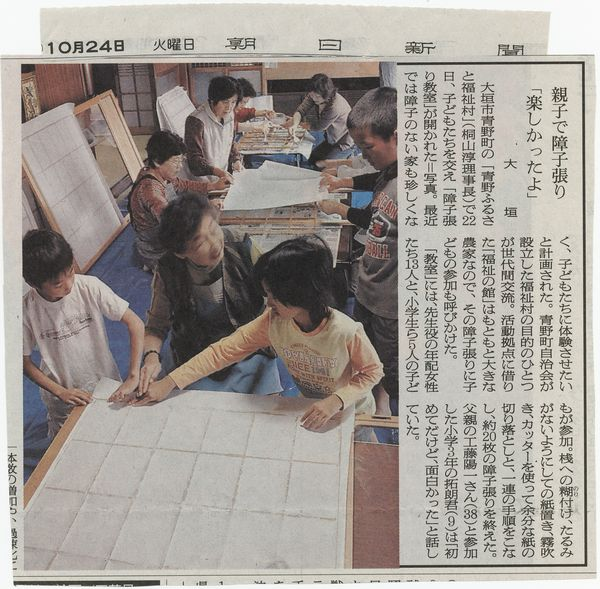 10月24日 火曜日 朝日新聞
親子で障子張り
「楽しかったよ」
大垣
大垣市青野町の「青野ふるさ
と福祉村」(桐山淳理事長)で22
日、子どもたちを交え「障子張
り教室」が開かれた=写真。最近
では障子のない家も珍しくな
く、子どもたちに体験させたい
と計画された。青野町自治会が
設立した福祉村の目的のひとつ
が世代間交流。活動拠点に借り
た「福祉の館」はもともと大きな
農家なので、その障子張りに子
どもの参加も呼びかけた。
「教室」には、先生役の年配女性
たち13人と、小学生ら5人の子ど
もが参加。桟への糊付け、たるみ
がないようにしての紙置き、霧吹
き、カッターを使って余分な紙の
切り落としと、一連の手順をこな
し、約20枚の障子張りを終えた。
父親の工藤陽一さん(38)と参加
した小学3年の拓朗君(9)は「初
めてだけど、面白かった」と話し
ていた。